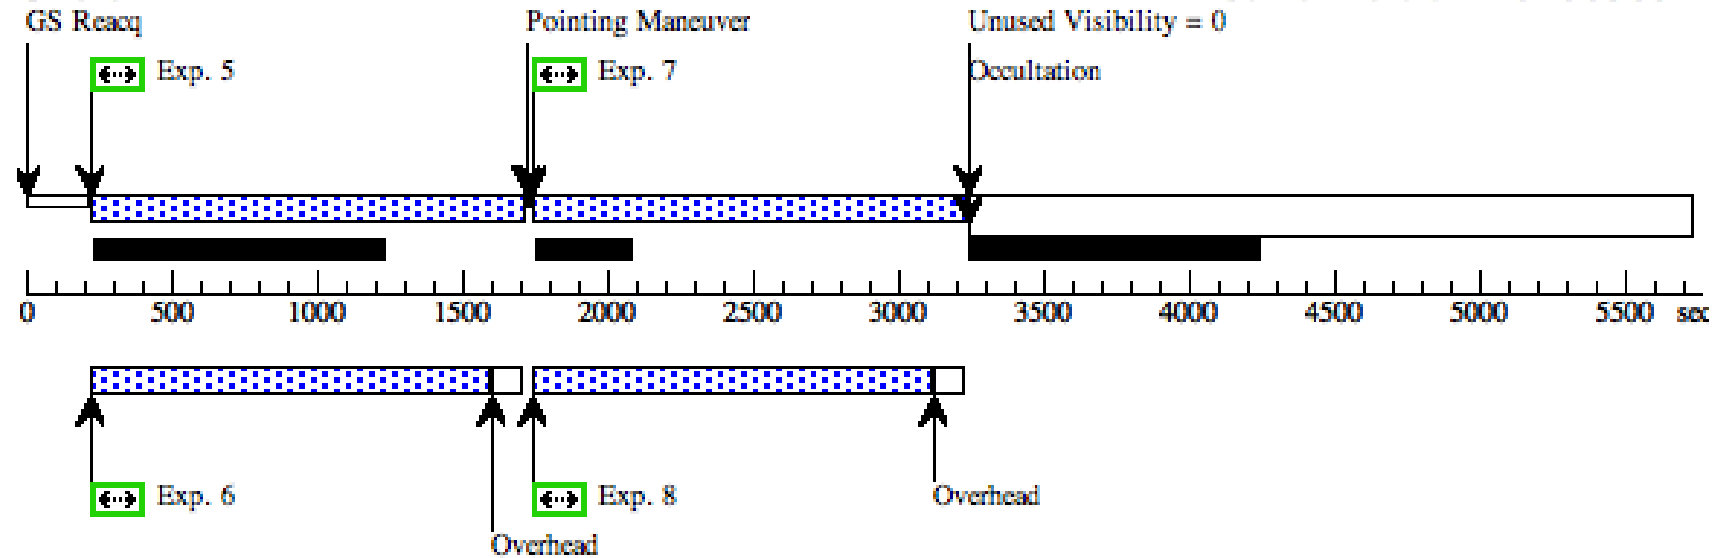 GS Reacq
Pointing Maneuver
Unused Visibility = 0
Exp. 5
Exp. 7
Occultation
0 500 1000 1500 2000 2500 3000 3500 4000 4500 5000 5500 sec
Exp. 6
Exp. 8
Overhead
Overhead